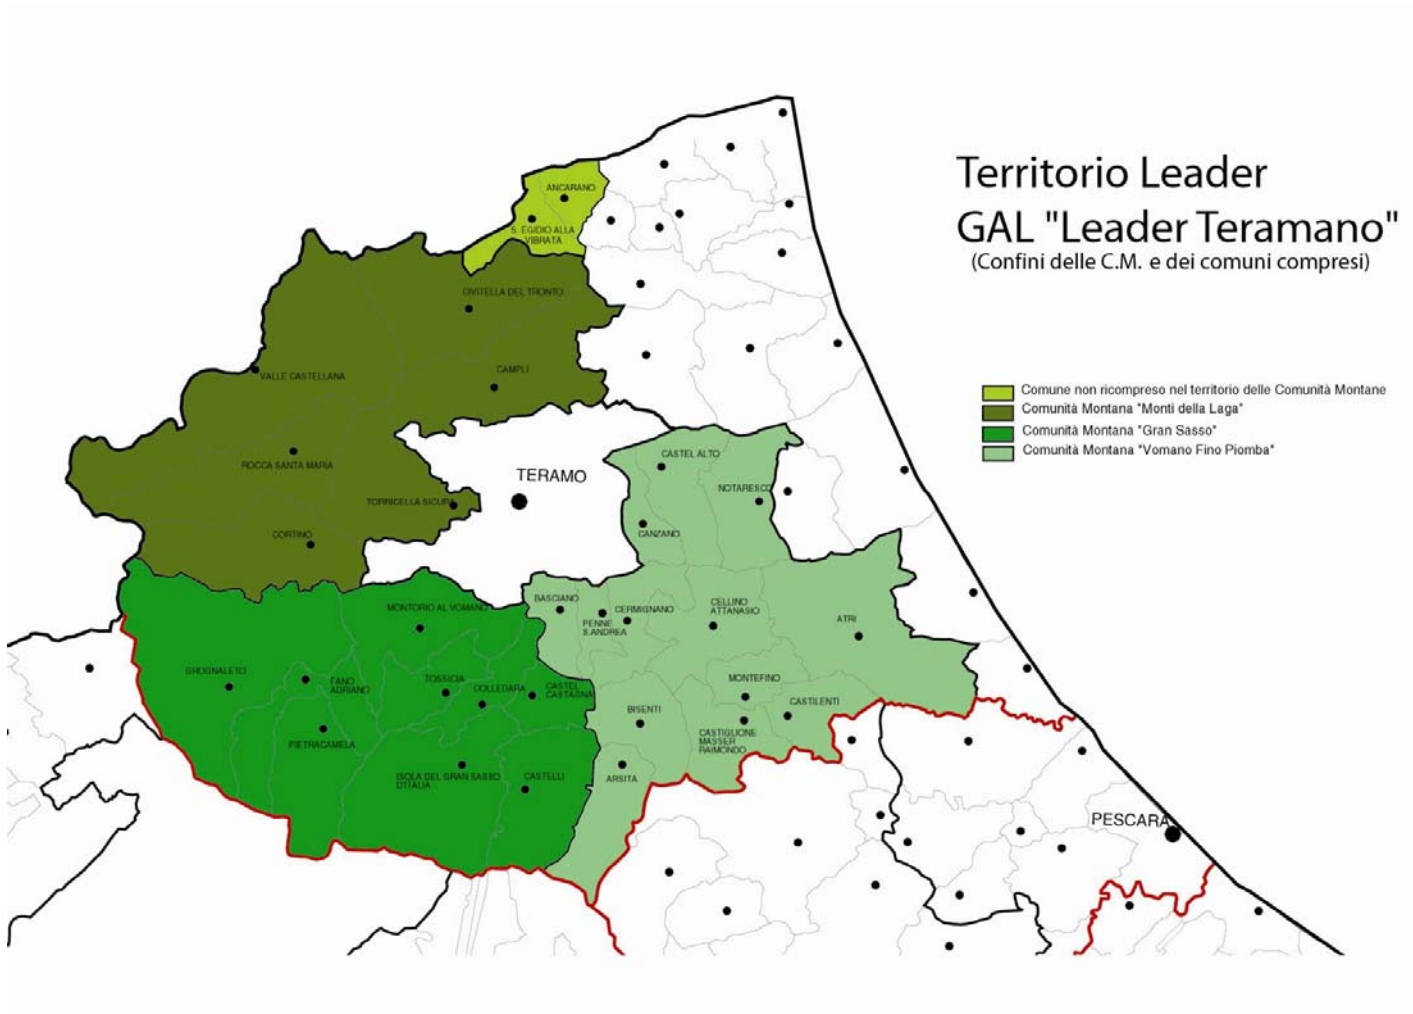 Territorio Leader
GAL "Leader Teramano"
(Confini delle C.M. e dei comuni compresi)
Comune non ricompreso nel territorio delle Comunità Montane
Comunità Montana "Monti della Laga"
Comunità Montana "Gran Sasso"
Comunità Montana "Vomano Fino Piomba"
ANCARANO
S. EGIDIO ALLA
VIBRATA
CIVITELLA DEL TRONTO
VALLE CASTELLANA
CAMPLI
ROCCA SANTA MARIA
TORRICELLA SICURA
CORTINO
TERAMO
CASTEL ALTO
NOTARESCO
CANZANO
BASCIANO
PENNE
S.ANDREA
CERMIGNANO
CELLINO
ATTANASIO
ATRI
MONTORIO AL VOMANO
GROGNALETO
FANO
ADRIANO
TOSSICIA
COLLEDARA
CASTEL
CASTAGNA
PIETRACAMELA
ISOLA DEL GRAN SASSO
D'ITALIA
CASTELLI
MONTEFINO
CASTILENTI
BISENTI
CASTIGLIONE
MASSER
RAIMONDO
ARSITA
PESCARA